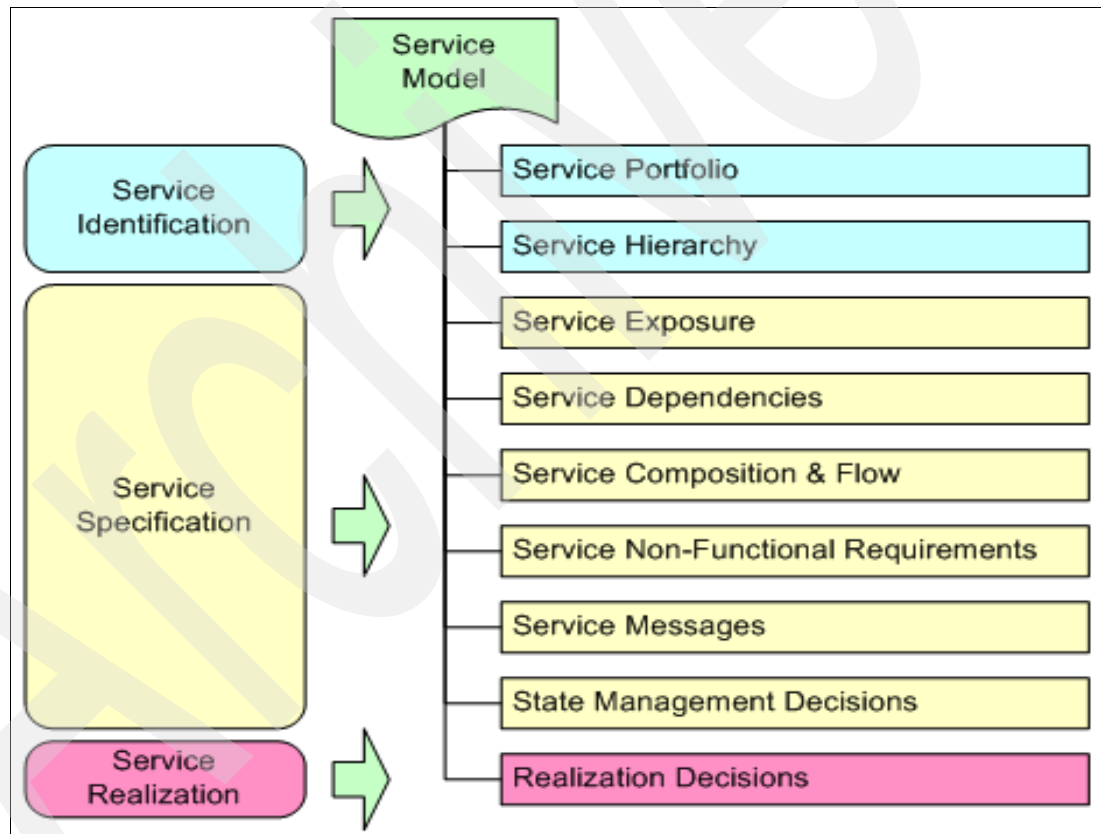 Service
Model
Service
Identification
Service Portfolio
Service Hierarchy
Service
Specification
Service Exposure
Service Dependencies
Service Composition & Flow
Service Non-Functional Requirements
Service Messages
State Management Decisions
Service
Realization
Realization Decisions